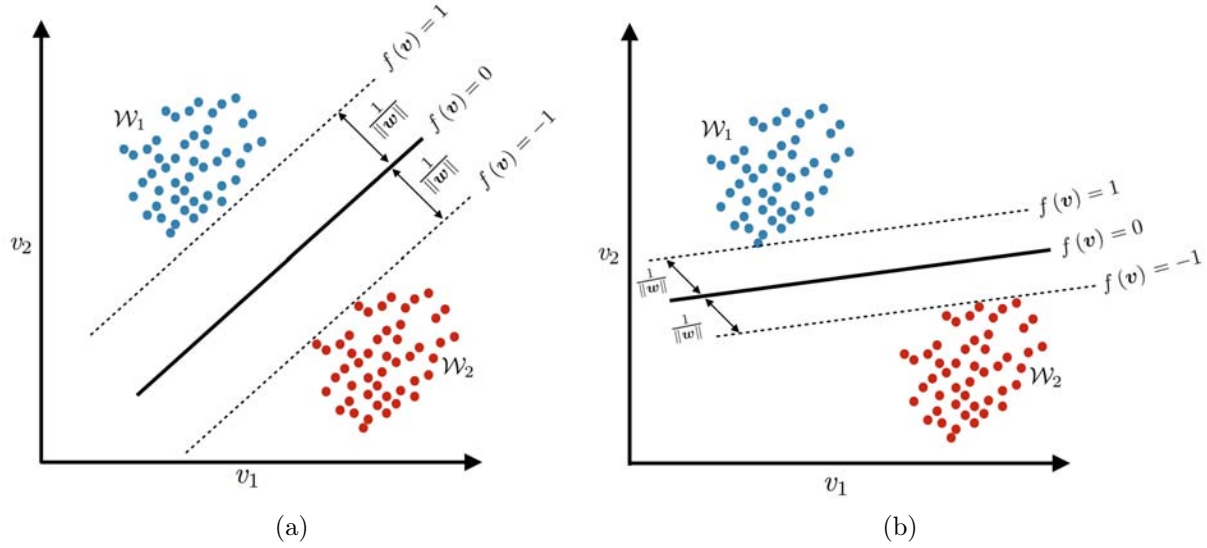 f(v) = 1
𝒲₁
1/‖w‖
f(v) = 0
1/‖w‖
f(v) = −1
v₂
𝒲₂
v₁
(a)
𝒲₁
f(v) = 1
v₂
f(v) = 0
1/‖w‖
f(v) = −1
1/‖w‖
𝒲₂
v₁
(b)